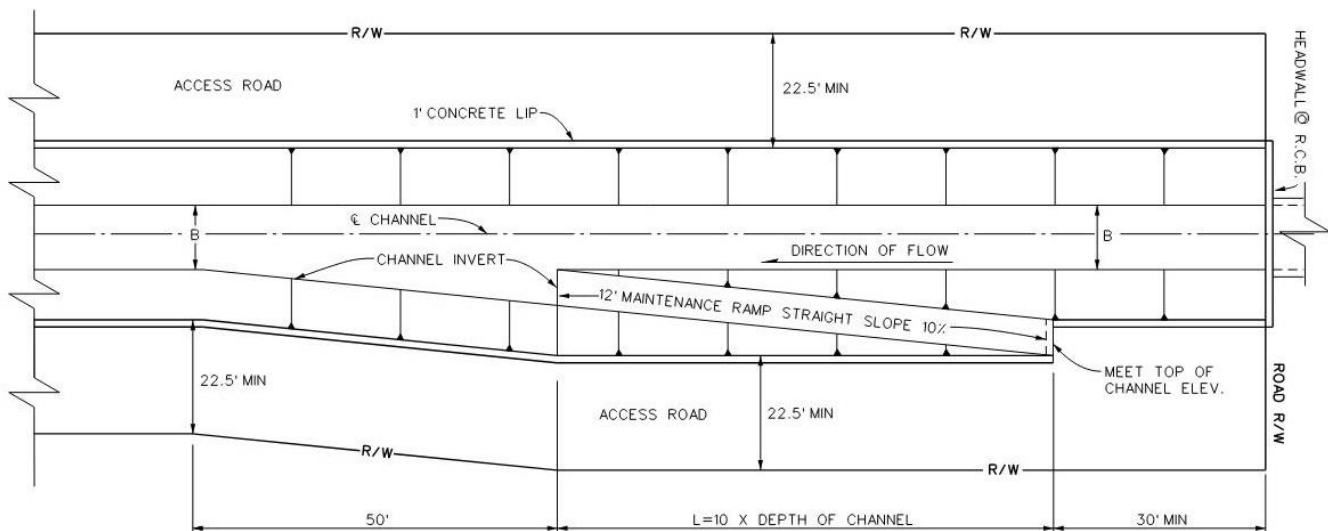 R/W
R/W
ACCESS ROAD
22.5' MIN
1' CONCRETE LIP
HEADWALL @ R.C.B.
℄ CHANNEL
B
B
DIRECTION OF FLOW
CHANNEL INVERT
12' MAINTENANCE RAMP STRAIGHT SLOPE 10%
MEET TOP OF
CHANNEL ELEV.
22.5' MIN
ACCESS ROAD
22.5' MIN
ROAD R/W
R/W
R/W
50'
L=10 X DEPTH OF CHANNEL
30' MIN